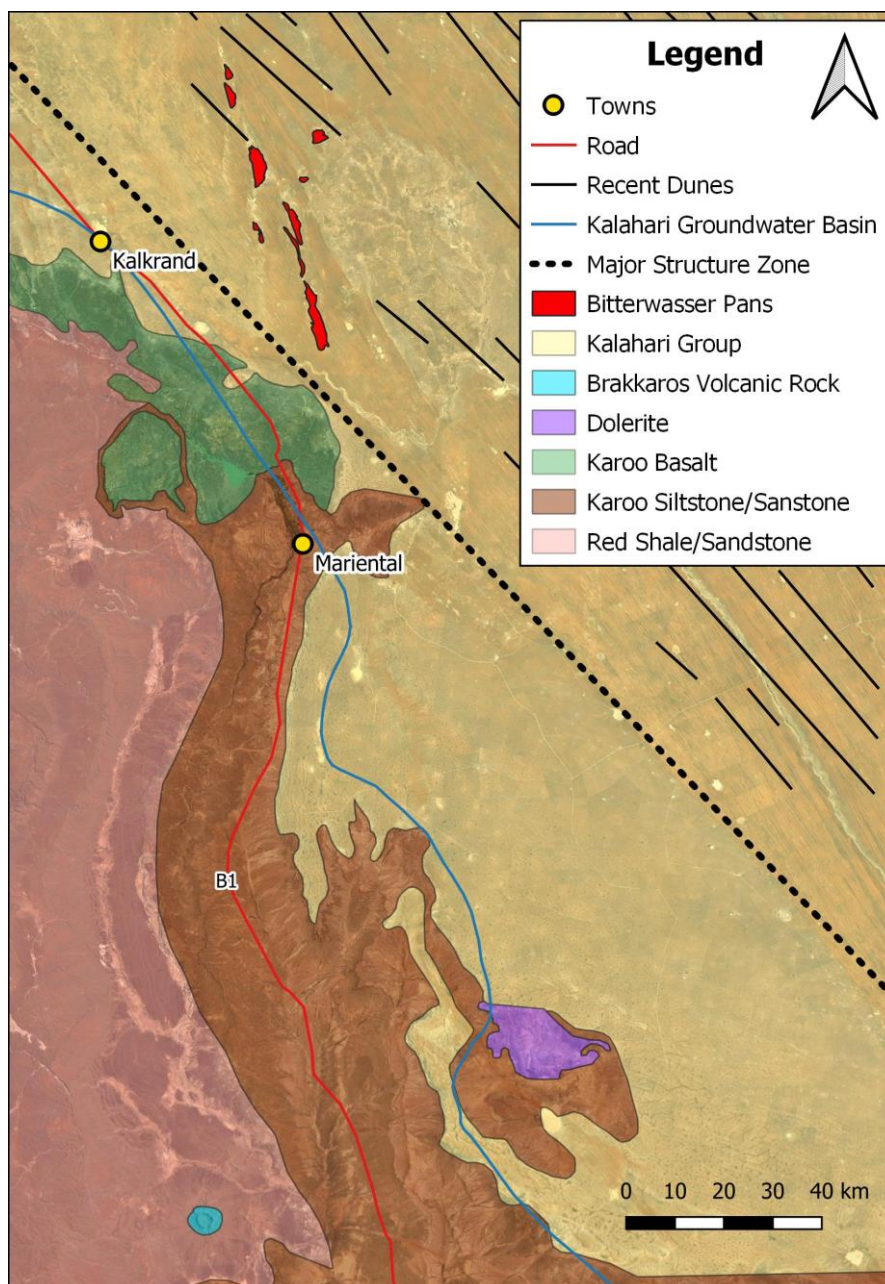 Legend
Towns
Road
Recent Dunes
Kalahari Groundwater Basin
Major Structure Zone
Bitterwasser Pans
Kalahari Group
Brakkaros Volcanic Rock
Dolerite
Karoo Basalt
Karoo Siltstone/Sanstone
Red Shale/Sandstone
Kalkrand
Mariental
B1
0 10 20 30 40 km